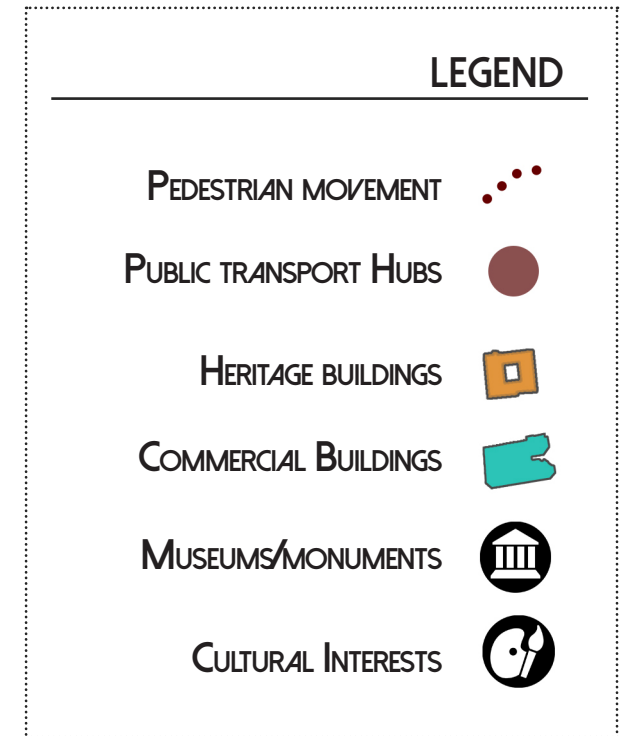 LEGEND
PEDESTRIAN MOVEMENT
PUBLIC TRANSPORT HUBS
HERITAGE BUILDINGS
COMMERCIAL BUILDINGS
MUSEUMS/MONUMENTS
CULTURAL INTERESTS